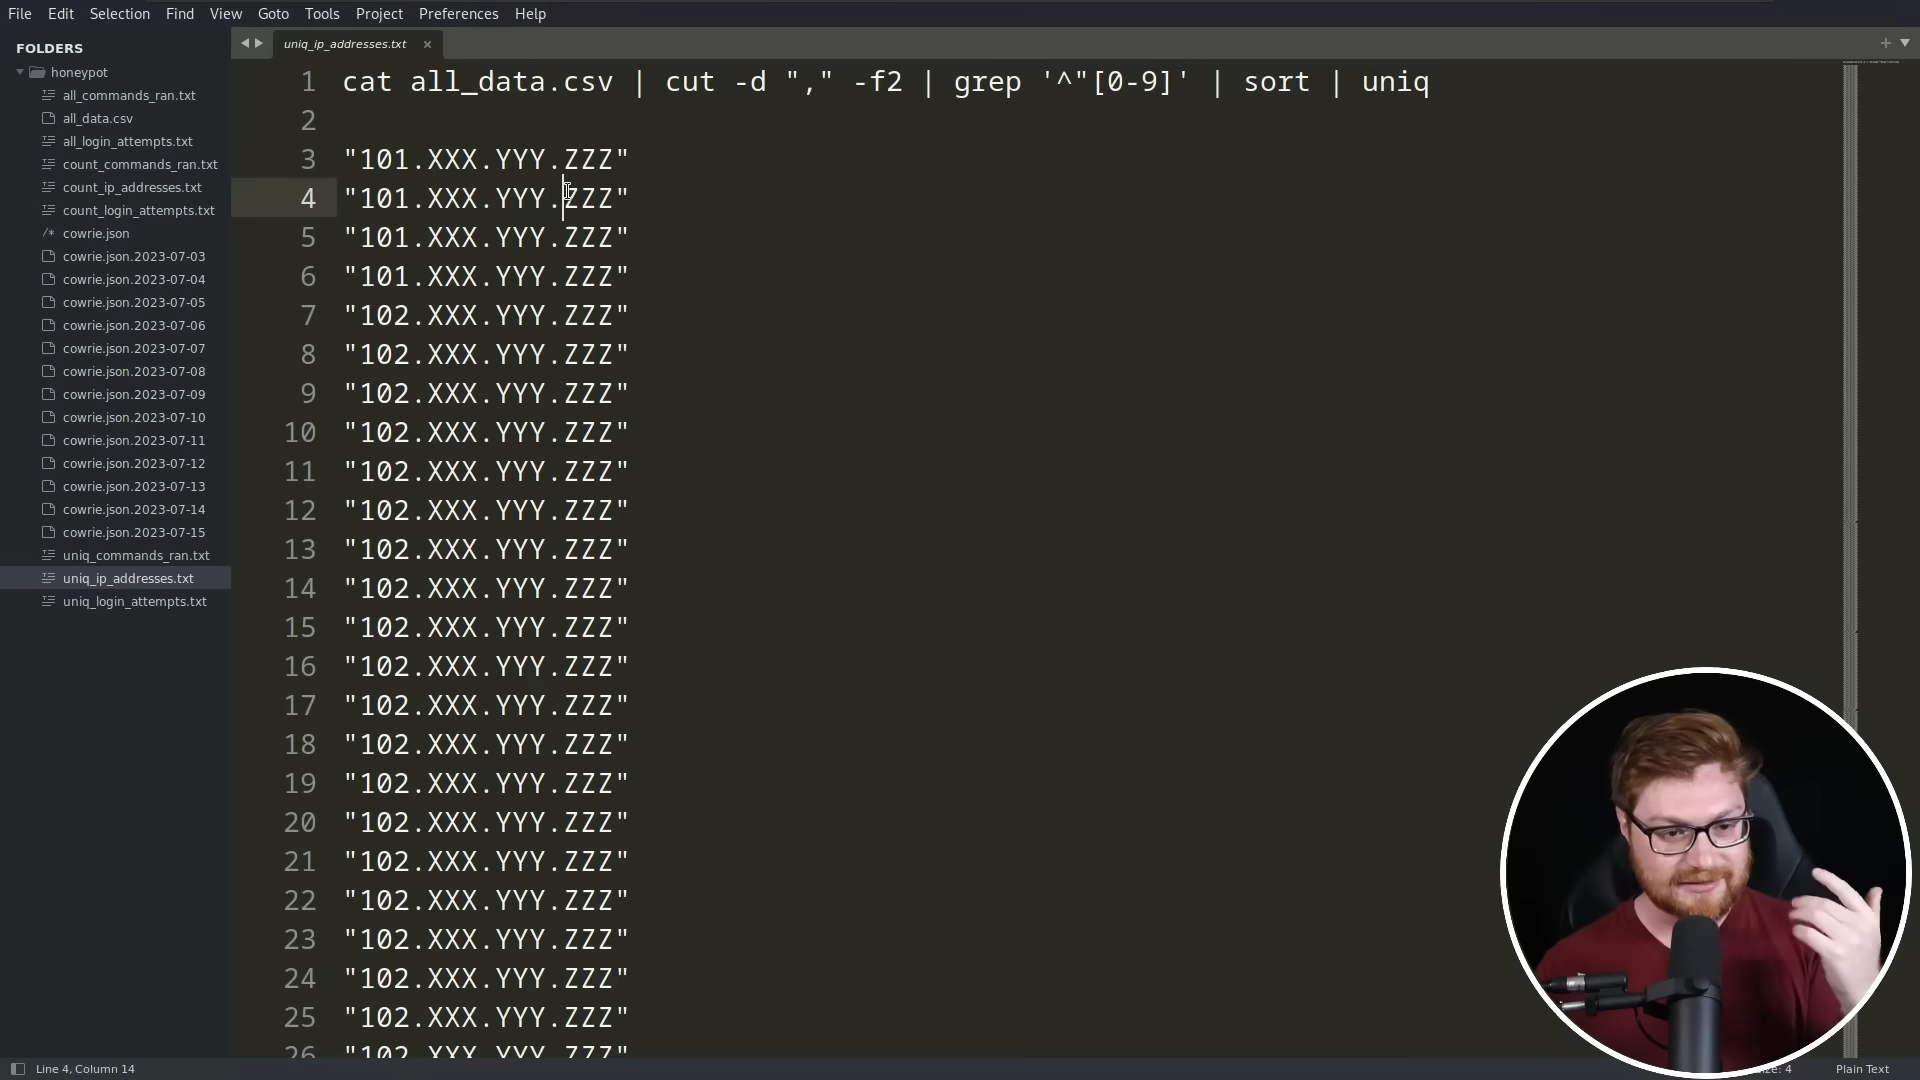 File Edit Selection Find View Goto Tools Project Preferences Help
FOLDERS
honeypot
all_commands_ran.txt
all_data.csv
all_login_attempts.txt
count_commands_ran.txt
count_ip_addresses.txt
count_login_attempts.txt
/* cowrie.json
cowrie.json.2023-07-03
cowrie.json.2023-07-04
cowrie.json.2023-07-05
cowrie.json.2023-07-06
cowrie.json.2023-07-07
cowrie.json.2023-07-08
cowrie.json.2023-07-09
cowrie.json.2023-07-10
cowrie.json.2023-07-11
cowrie.json.2023-07-12
cowrie.json.2023-07-13
cowrie.json.2023-07-14
cowrie.json.2023-07-15
uniq_commands_ran.txt
uniq_ip_addresses.txt
uniq_login_attempts.txt
uniq_ip_addresses.txt ×
1 cat all_data.csv | cut -d "," -f2 | grep '^"[0-9]' | sort | uniq
2
3 "101.XXX.YYY.ZZZ"
4 "101.XXX.YYY.ZZZ"
5 "101.XXX.YYY.ZZZ"
6 "101.XXX.YYY.ZZZ"
7 "102.XXX.YYY.ZZZ"
8 "102.XXX.YYY.ZZZ"
9 "102.XXX.YYY.ZZZ"
10 "102.XXX.YYY.ZZZ"
11 "102.XXX.YYY.ZZZ"
12 "102.XXX.YYY.ZZZ"
13 "102.XXX.YYY.ZZZ"
14 "102.XXX.YYY.ZZZ"
15 "102.XXX.YYY.ZZZ"
16 "102.XXX.YYY.ZZZ"
17 "102.XXX.YYY.ZZZ"
18 "102.XXX.YYY.ZZZ"
19 "102.XXX.YYY.ZZZ"
20 "102.XXX.YYY.ZZZ"
21 "102.XXX.YYY.ZZZ"
22 "102.XXX.YYY.ZZZ"
23 "102.XXX.YYY.ZZZ"
24 "102.XXX.YYY.ZZZ"
25 "102.XXX.YYY.ZZZ"
26 "102.XXX.YYY.ZZZ"
Line 4, Column 14
4 Plain Text